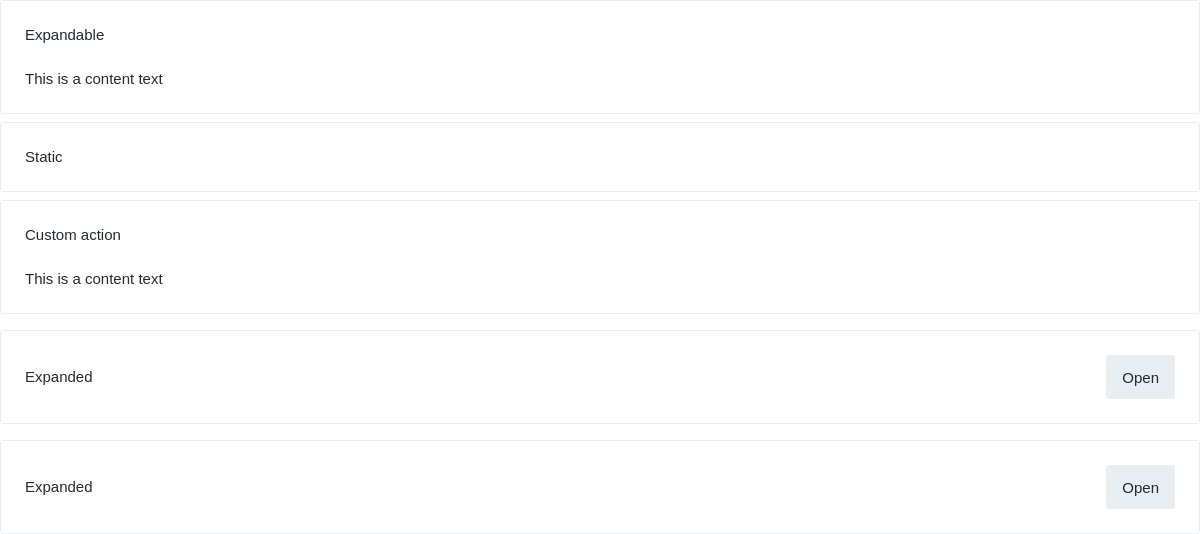 Expandable
This is a content text
Static
Custom action
This is a content text
Expanded
Open
Expanded
Open